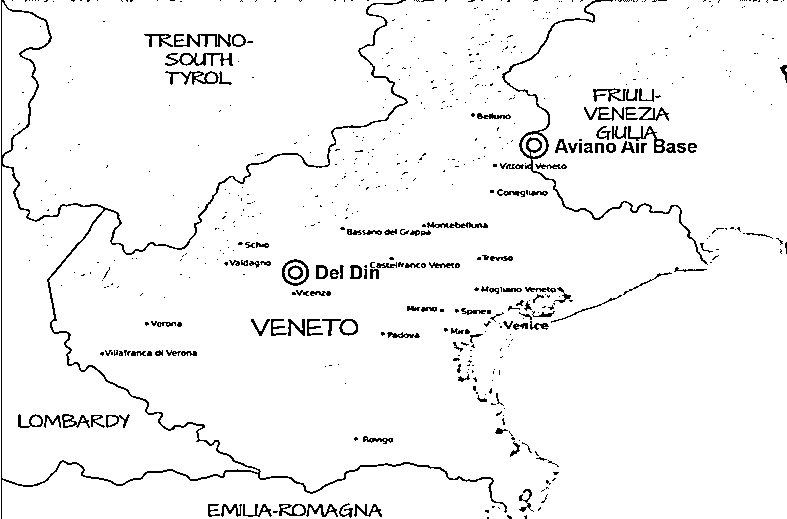 TRENTINO-
SOUTH
TYROL
FRIULI-
VENEZIA
GIULIA
Belluno
Aviano Air Base
Vittorio Veneto
Conegliano
Montebelluna
Bassano del Grappa
Schio
Valdagno
Castelfranco Veneto
Treviso
Del Din
Vicenza
Mogliano Veneto
Mirano
Spinea
Venice
Verona
VENETO
Padova
Mira
Villafranca di Verona
LOMBARDY
Rovigo
EMILIA-ROMAGNA